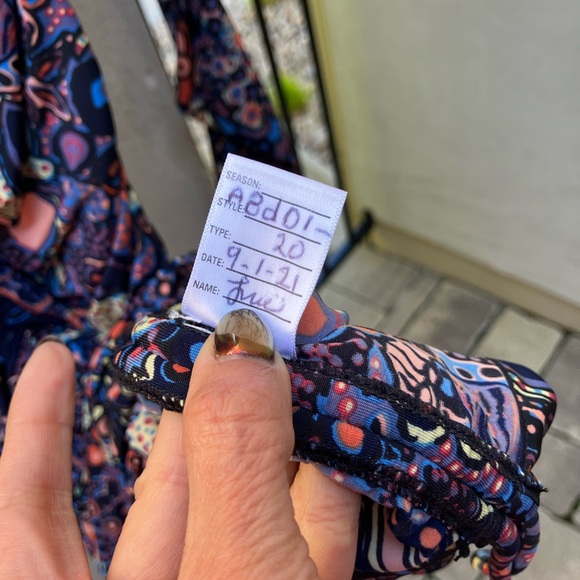 SEASON:
STYLE: A8d01-
TYPE: 20
DATE: 9-1-21
NAME: